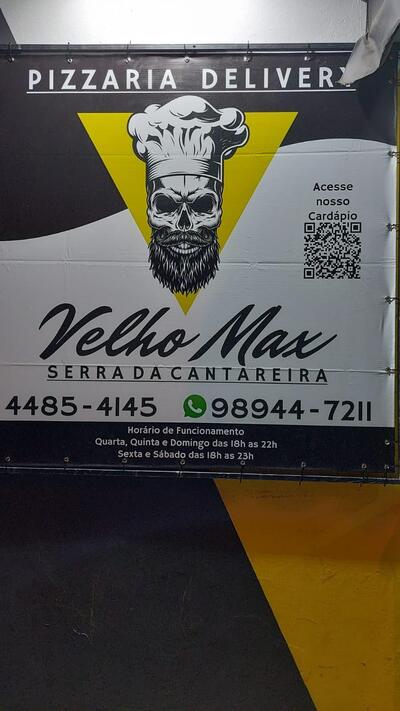 PIZZARIA DELIVERY
Acesse
nosso
Cardápio
Velho Max
SERRA DA CANTAREIRA
4485-4145 98944-7211
Horário de Funcionamento
Quarta, Quinta e Domingo das 18h as 22h
Sexta e Sábado das 18h as 23h